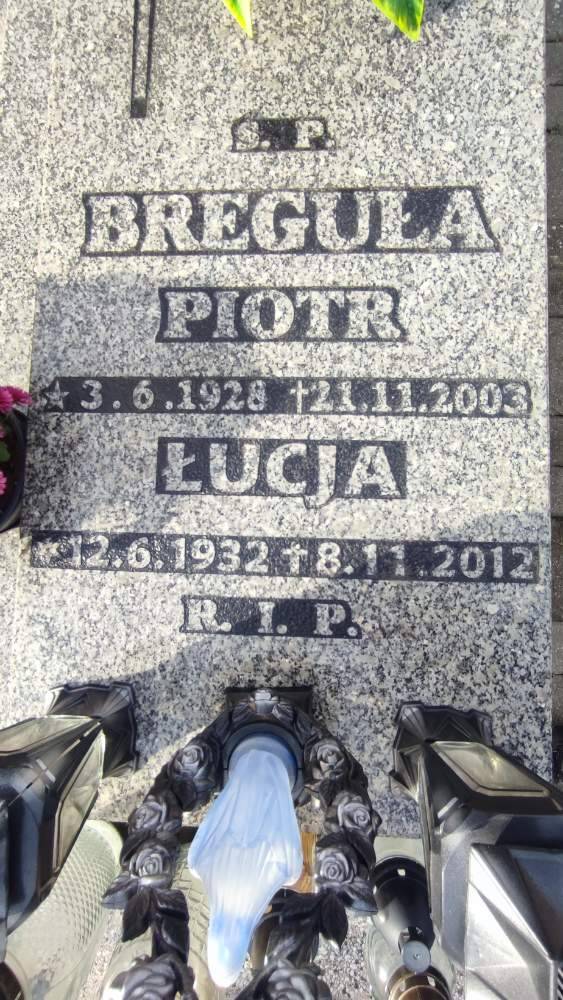 Ś. P.
BREGUŁA
PIOTR
★ 3.6.1928 †21.11.2003
ŁUCJA
★12.6.1932 †8.11.2012
R. I. P.